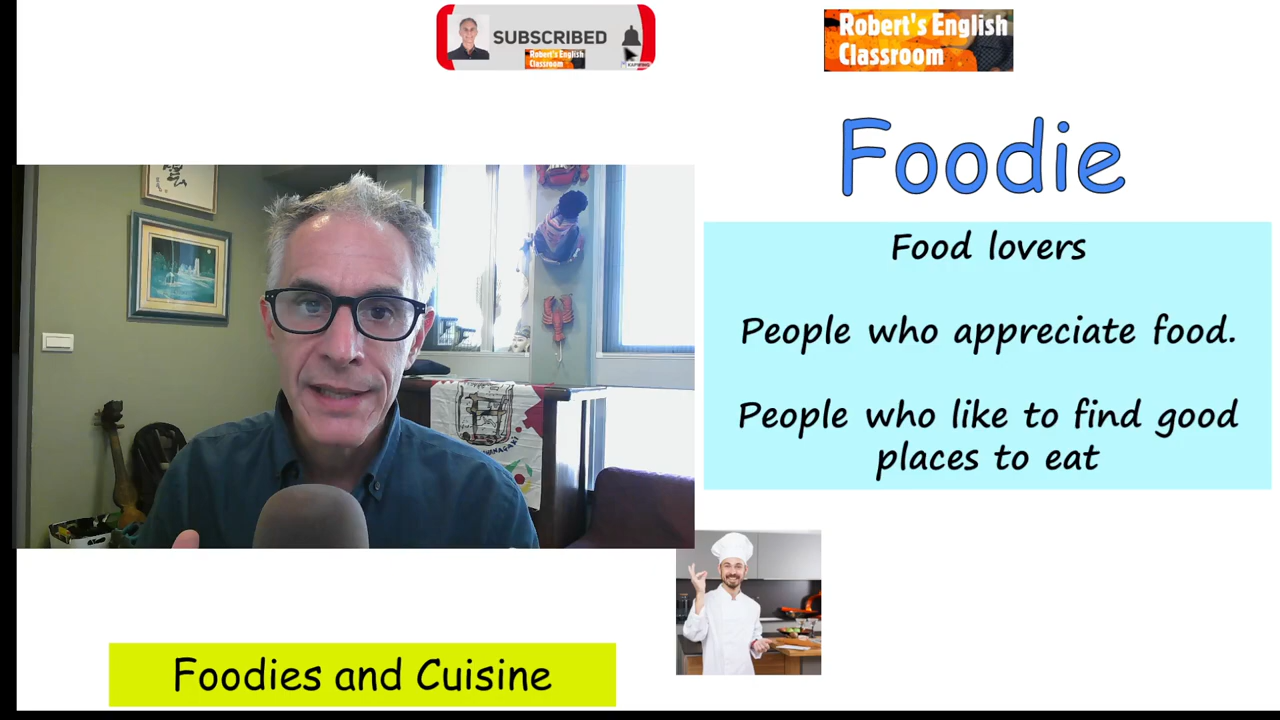 SUBSCRIBED
Robert's English
Classroom
Robert's English
Classroom
Foodie
Food lovers
People who appreciate food.
People who like to find good
places to eat
Foodies and Cuisine